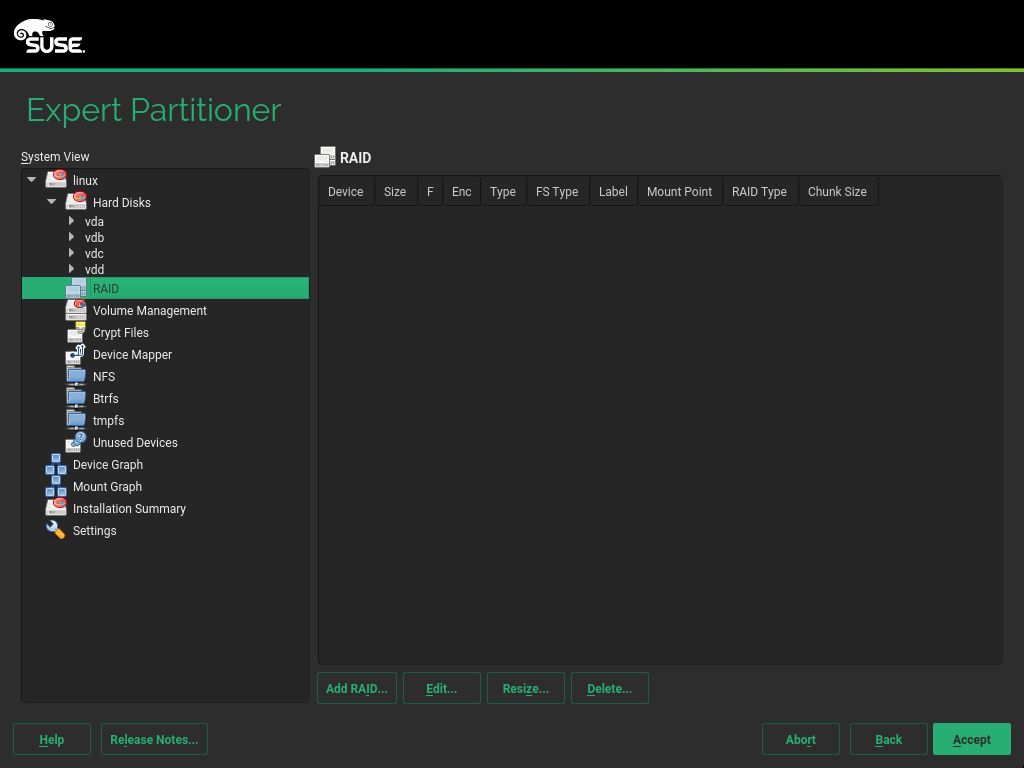 SUSE
Expert Partitioner
System View
linux
Hard Disks
vda
vdb
vdc
vdd
RAID
Volume Management
Crypt Files
Device Mapper
NFS
Btrfs
tmpfs
Unused Devices
Device Graph
Mount Graph
Installation Summary
Settings
RAID
Device Size F Enc Type FS Type Label Mount Point RAID Type Chunk Size
Add RAID... Edit... Resize... Delete...
Help Release Notes... Abort Back Accept